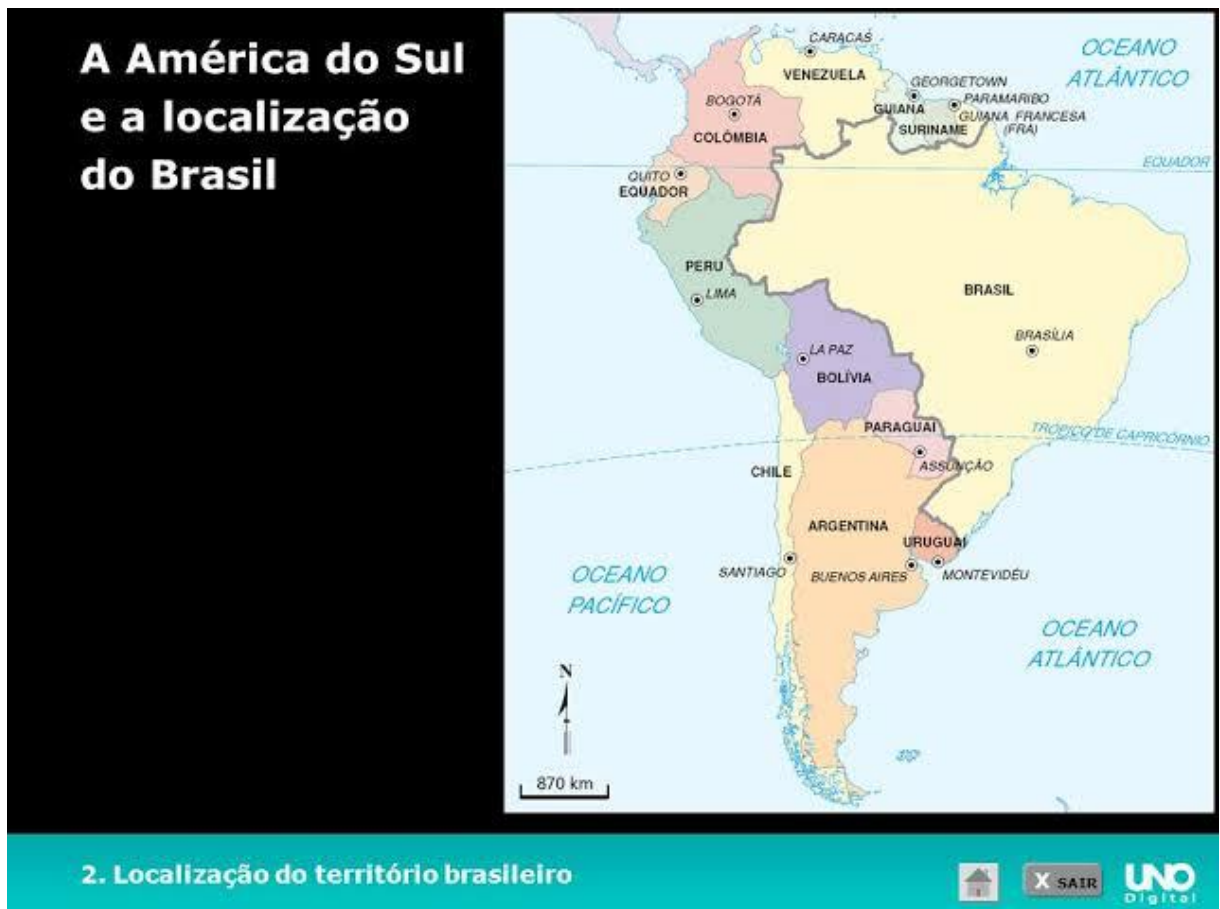 A América do Sul
e a localização
do Brasil
CARACAS
OCEANO
ATLÂNTICO
VENEZUELA
GEORGETOWN
BOGOTÁ
PARAMARIBO
GUIANA
GUIANA FRANCESA
(FRA)
SURINAME
COLÔMBIA
EQUADOR
QUITO
EQUADOR
PERU
LIMA
BRASIL
BRASÍLIA
LA PAZ
BOLÍVIA
PARAGUAI
TRÓPICO DE CAPRICÓRNIO
ASSUNÇÃO
CHILE
ARGENTINA
URUGUAI
SANTIAGO
BUENOS AIRES
MONTEVIDÉU
OCEANO
PACÍFICO
OCEANO
ATLÂNTICO
N
870 km
2. Localização do território brasileiro
X SAIR
UNO
Digital